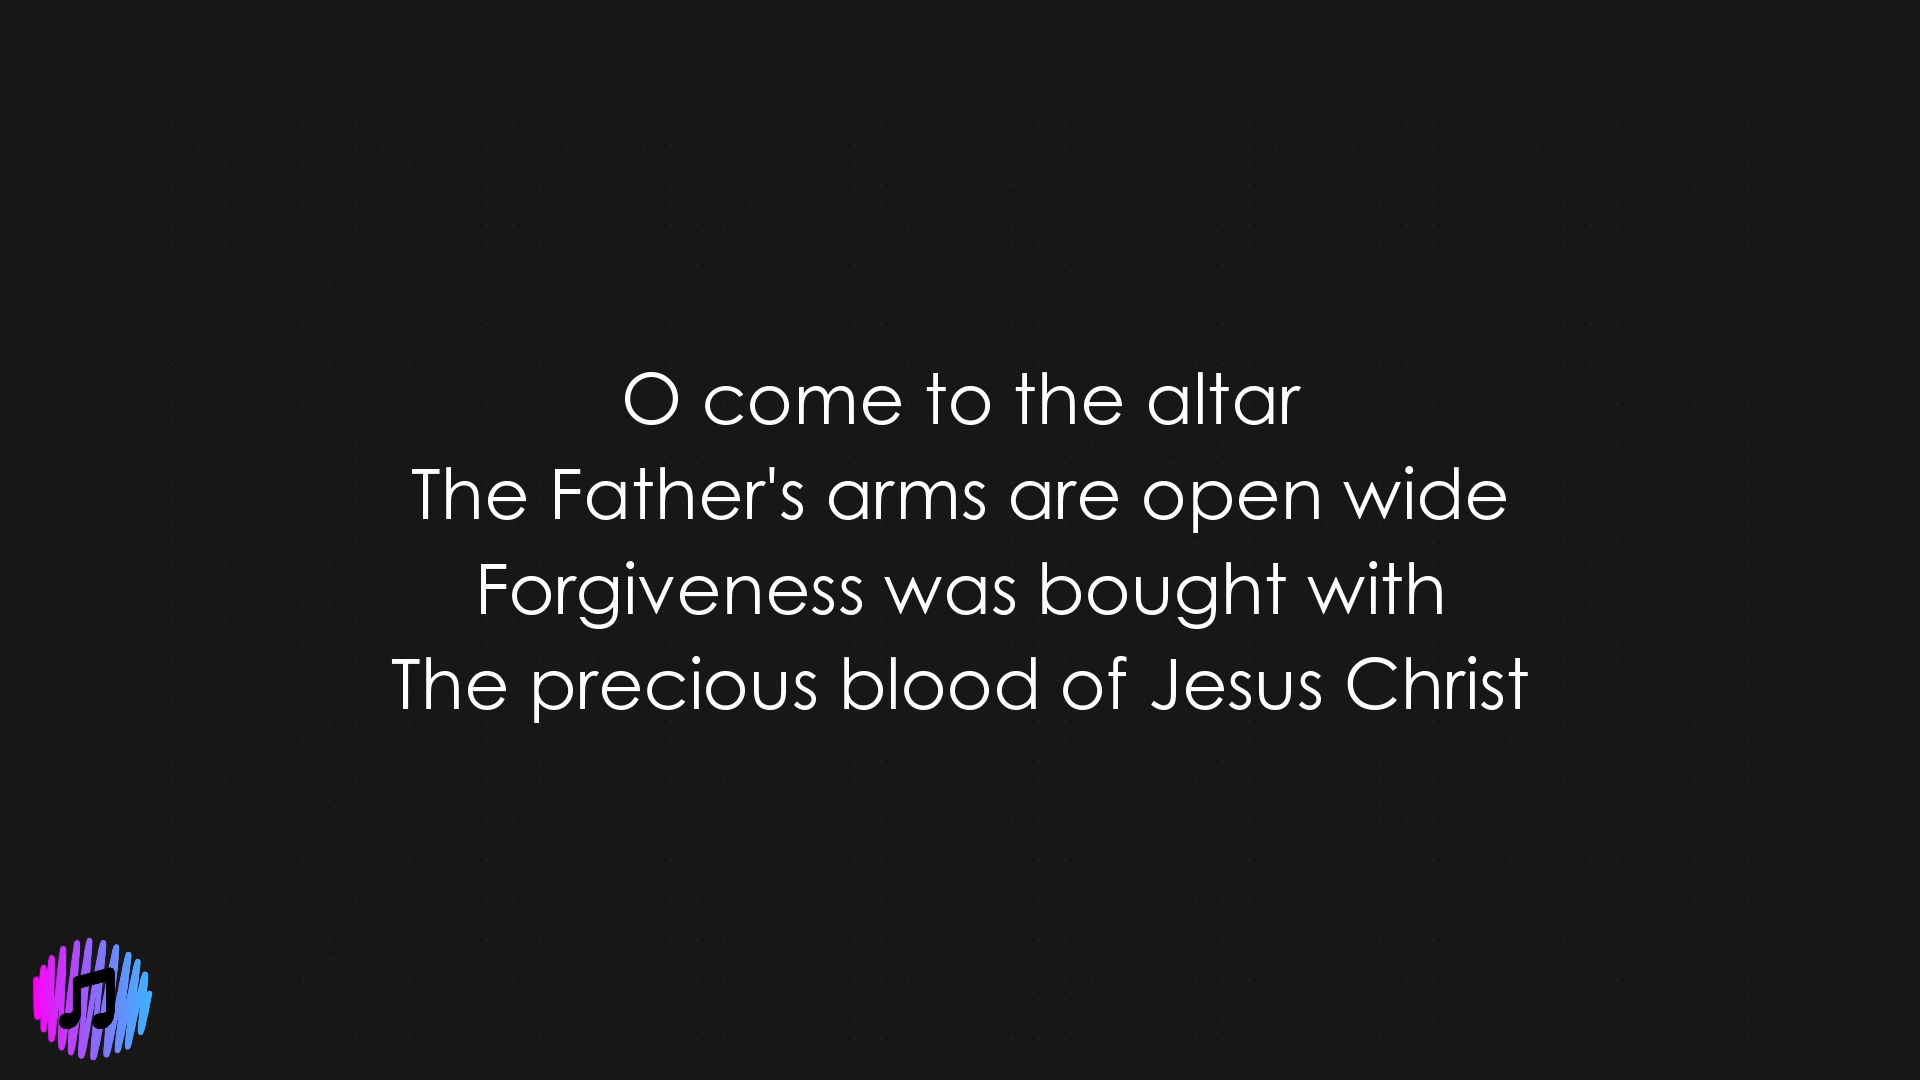 O come to the altar
The Father's arms are open wide
Forgiveness was bought with
The precious blood of Jesus Christ